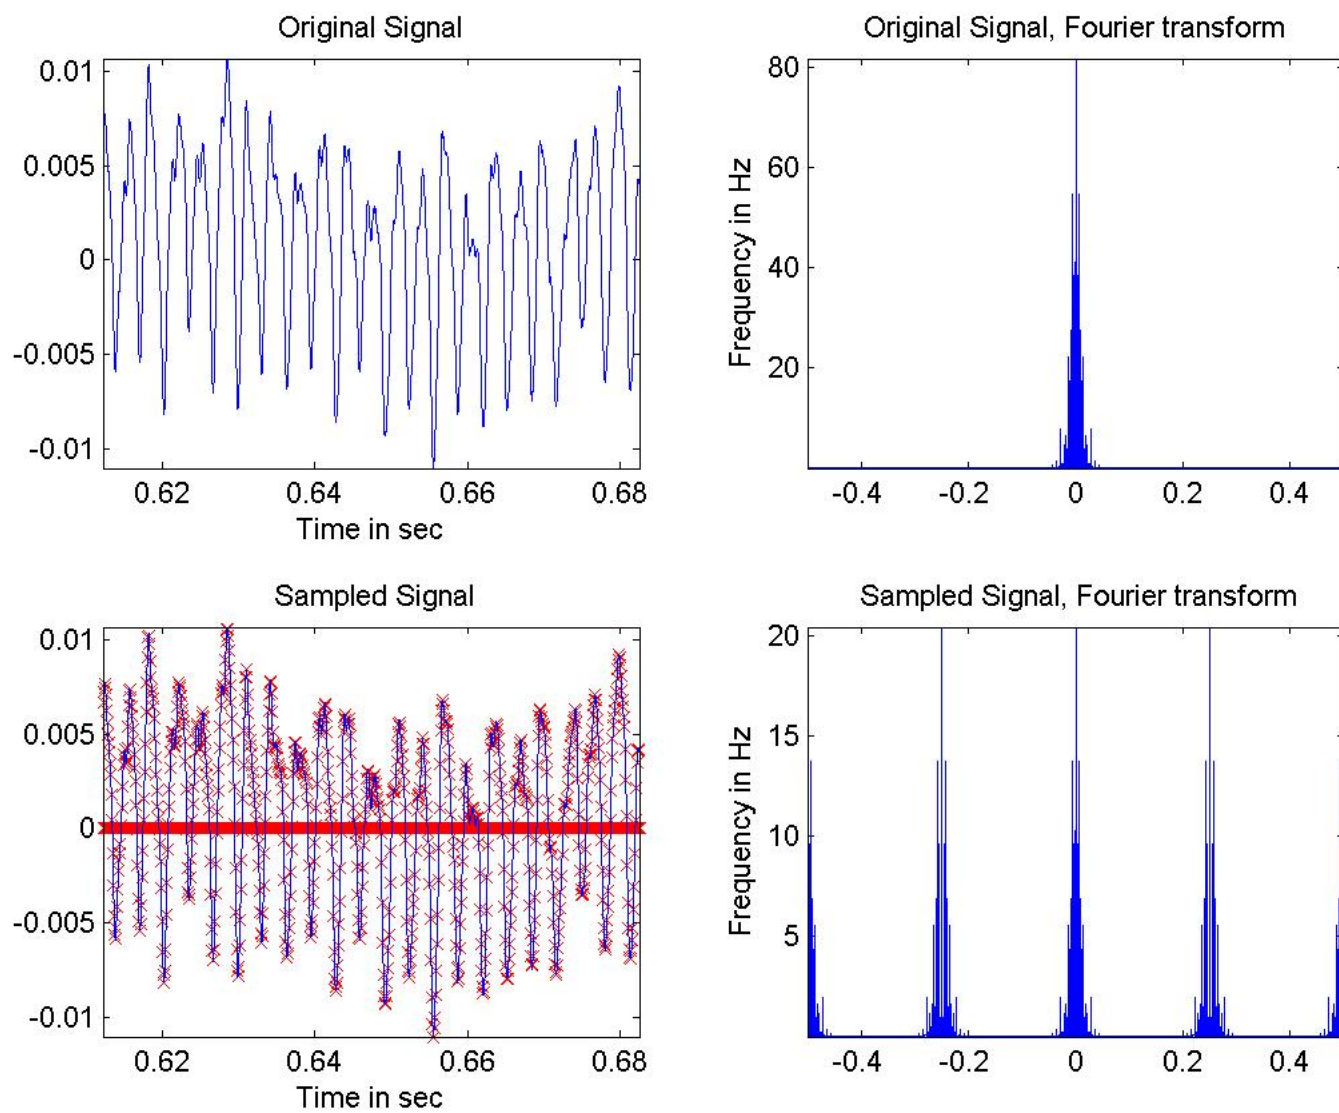 Original Signal
0.01
0.005
0
-0.005
-0.01
0.62 0.64 0.66 0.68
Time in sec
Original Signal, Fourier transform
80
60
40
20
Frequency in Hz
-0.4 -0.2 0 0.2 0.4
Sampled Signal
0.01
0.005
0
-0.005
-0.01
0.62 0.64 0.66 0.68
Time in sec
Sampled Signal, Fourier transform
20
15
10
5
Frequency in Hz
-0.4 -0.2 0 0.2 0.4